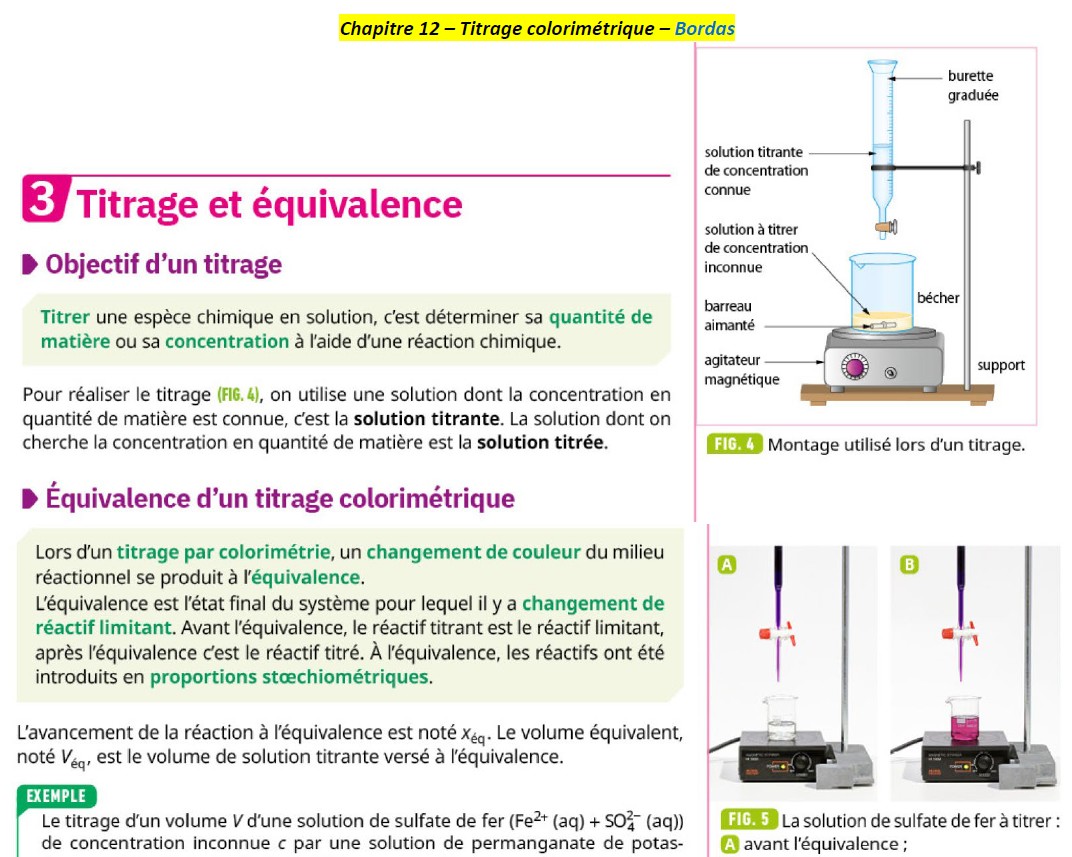 Chapitre 12 – Titrage colorimétrique – Bordas
3 Titrage et équivalence
Objectif d’un titrage
Titrer une espèce chimique en solution, c’est déterminer sa quantité de
matière ou sa concentration à l’aide d’une réaction chimique.
Pour réaliser le titrage (FIG. 4), on utilise une solution dont la concentration en
quantité de matière est connue, c’est la solution titrante. La solution dont on
cherche la concentration en quantité de matière est la solution titrée.
Équivalence d’un titrage colorimétrique
Lors d’un titrage par colorimétrie, un changement de couleur du milieu
réactionnel se produit à l’équivalence.
L’équivalence est l’état final du système pour lequel il y a changement de
réactif limitant. Avant l’équivalence, le réactif titrant est le réactif limitant,
après l’équivalence c’est le réactif titré. À l’équivalence, les réactifs ont été
introduits en proportions stœchiométriques.
L’avancement de la réaction à l’équivalence est noté xéq. Le volume équivalent,
noté Véq, est le volume de solution titrante versé à l’équivalence.
EXEMPLE
Le titrage d’un volume V d’une solution de sulfate de fer (Fe²⁺ (aq) + SO₄²⁻ (aq))
de concentration inconnue c par une solution de permanganate de potas-
burette
graduée
solution titrante
de concentration
connue
solution à titrer
de concentration
inconnue
bécher
barreau
aimanté
agitateur
magnétique
support
FIG. 4 Montage utilisé lors d’un titrage.
A
B
FIG. 5 La solution de sulfate de fer à titrer :
A avant l’équivalence ;